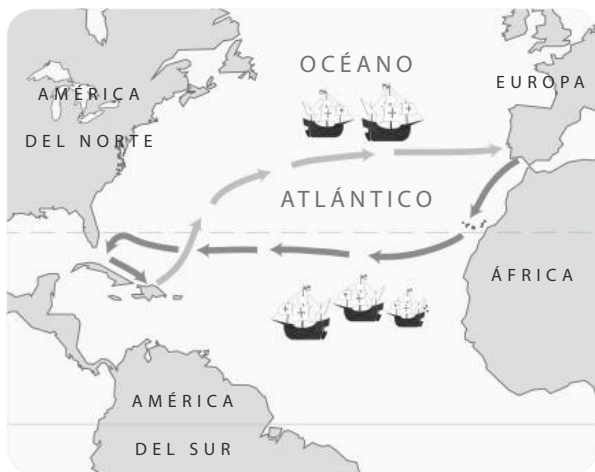 OCÉANO
EUROPA
AMÉRICA
DEL NORTE
ATLÁNTICO
ÁFRICA
AMÉRICA
DEL SUR